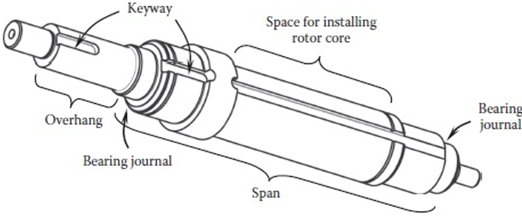 Keyway
Space for installing
rotor core
Bearing
journal
Overhang
Bearing journal
Span